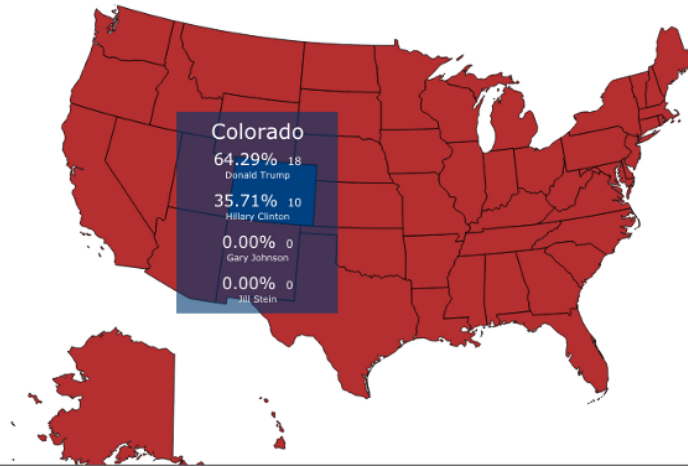 Colorado
64.29% 18
Donald Trump
35.71% 10
Hillary Clinton
0.00% 0
Gary Johnson
0.00% 0
Jill Stein